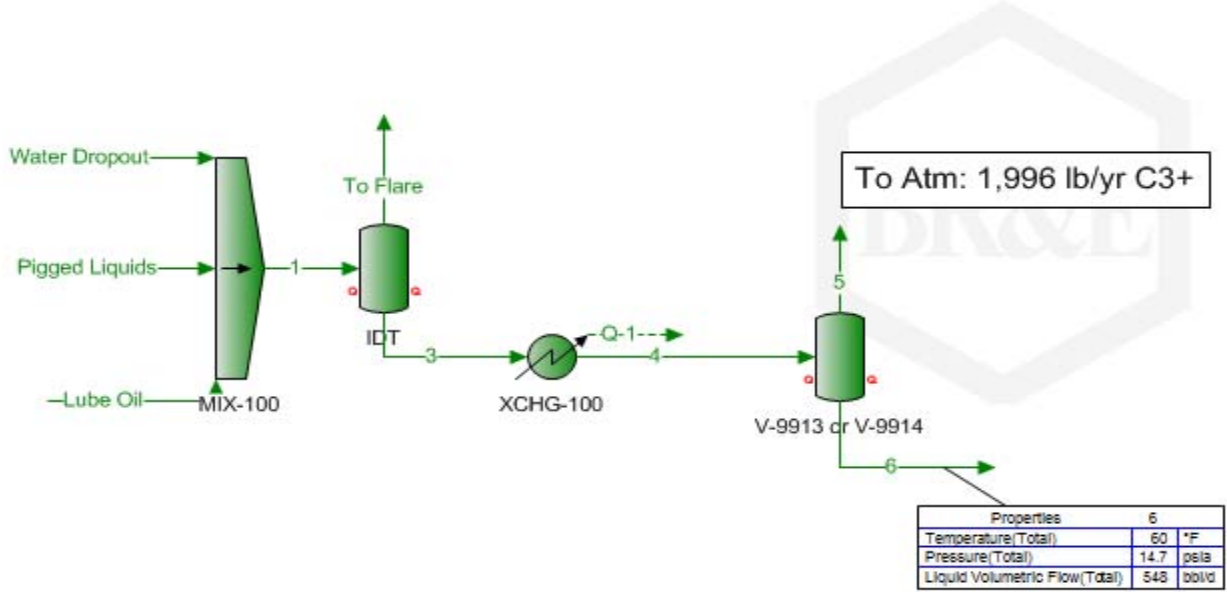 To Atm: 1,996 lb/yr C3+
BR&E
Water Dropout
To Flare
Pigged Liquids
1
5
Q
Q
IDT
Q-1
3
4
Q
Q
Lube Oil
MIX-100
XCHG-100
V-9913 or V-9914
6
Properties 6
Temperature(Total) 60 °F
Pressure(Total) 14.7 psia
Liquid Volumetric Flow(Total) 548 bbl/d